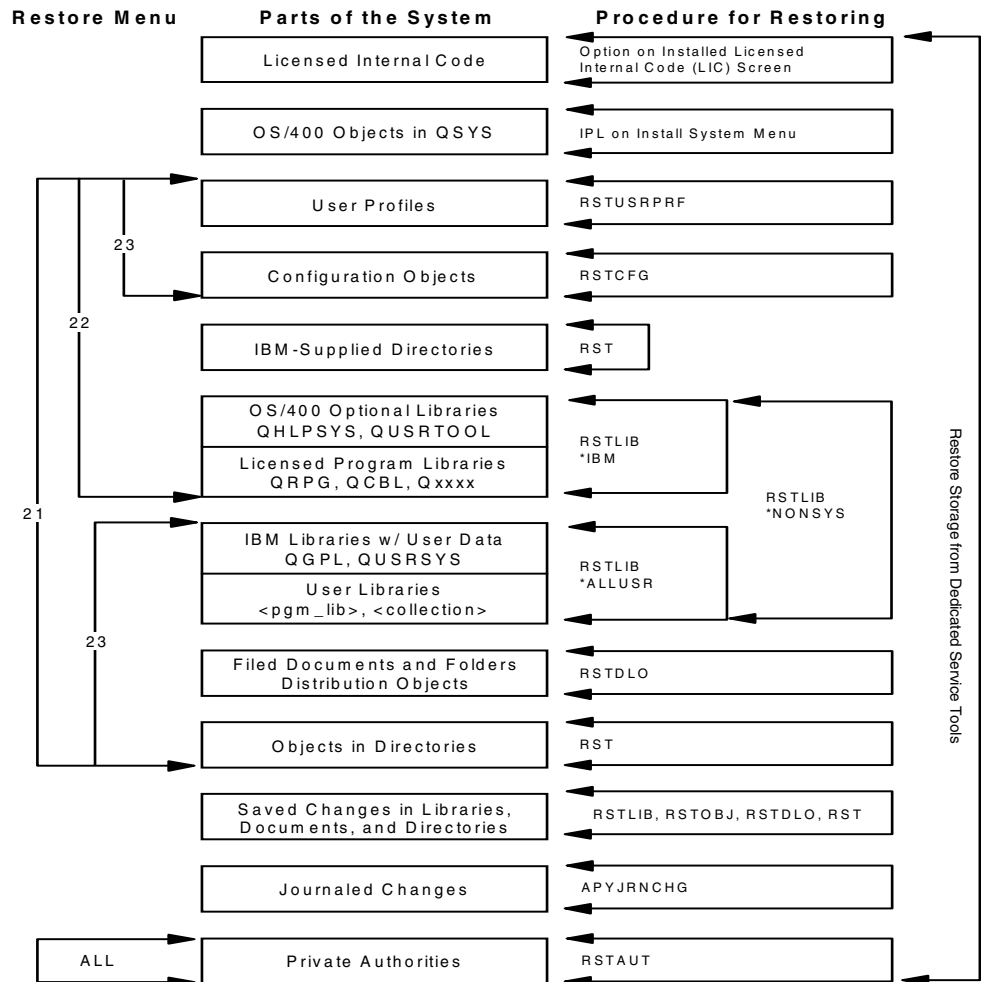 Restore Menu
Parts of the System
Procedure for Restoring
Licensed Internal Code
Option on Installed Licensed
Internal Code (LIC) Screen
OS/400 Objects in QSYS
IPL on Install System Menu
User Profiles
RSTUSRPRF
23
Configuration Objects
RSTCFG
22
IBM-Supplied Directories
RST
OS/400 Optional Libraries
QHLPSYS, QUSRTOOL
Licensed Program Libraries
QRPG, QCBL, Qxxxx
RSTLIB
*IBM
RSTLIB
*NONSYS
21
IBM Libraries w/ User Data
QGPL, QUSRSYS
User Libraries
<pgm_lib>, <collection>
RSTLIB
*ALLUSR
23
Filed Documents and Folders
Distribution Objects
RSTDLO
Objects in Directories
RST
Saved Changes in Libraries,
Documents, and Directories
RSTLIB, RSTOBJ, RSTDLO, RST
Journaled Changes
APYJRNCHG
ALL
Private Authorities
RSTAUT
Restore Storage from Dedicated Service Tools